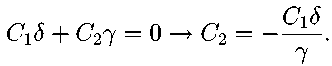 C₁δ + C₂γ = 0 → C₂ = −C₁δ/γ.